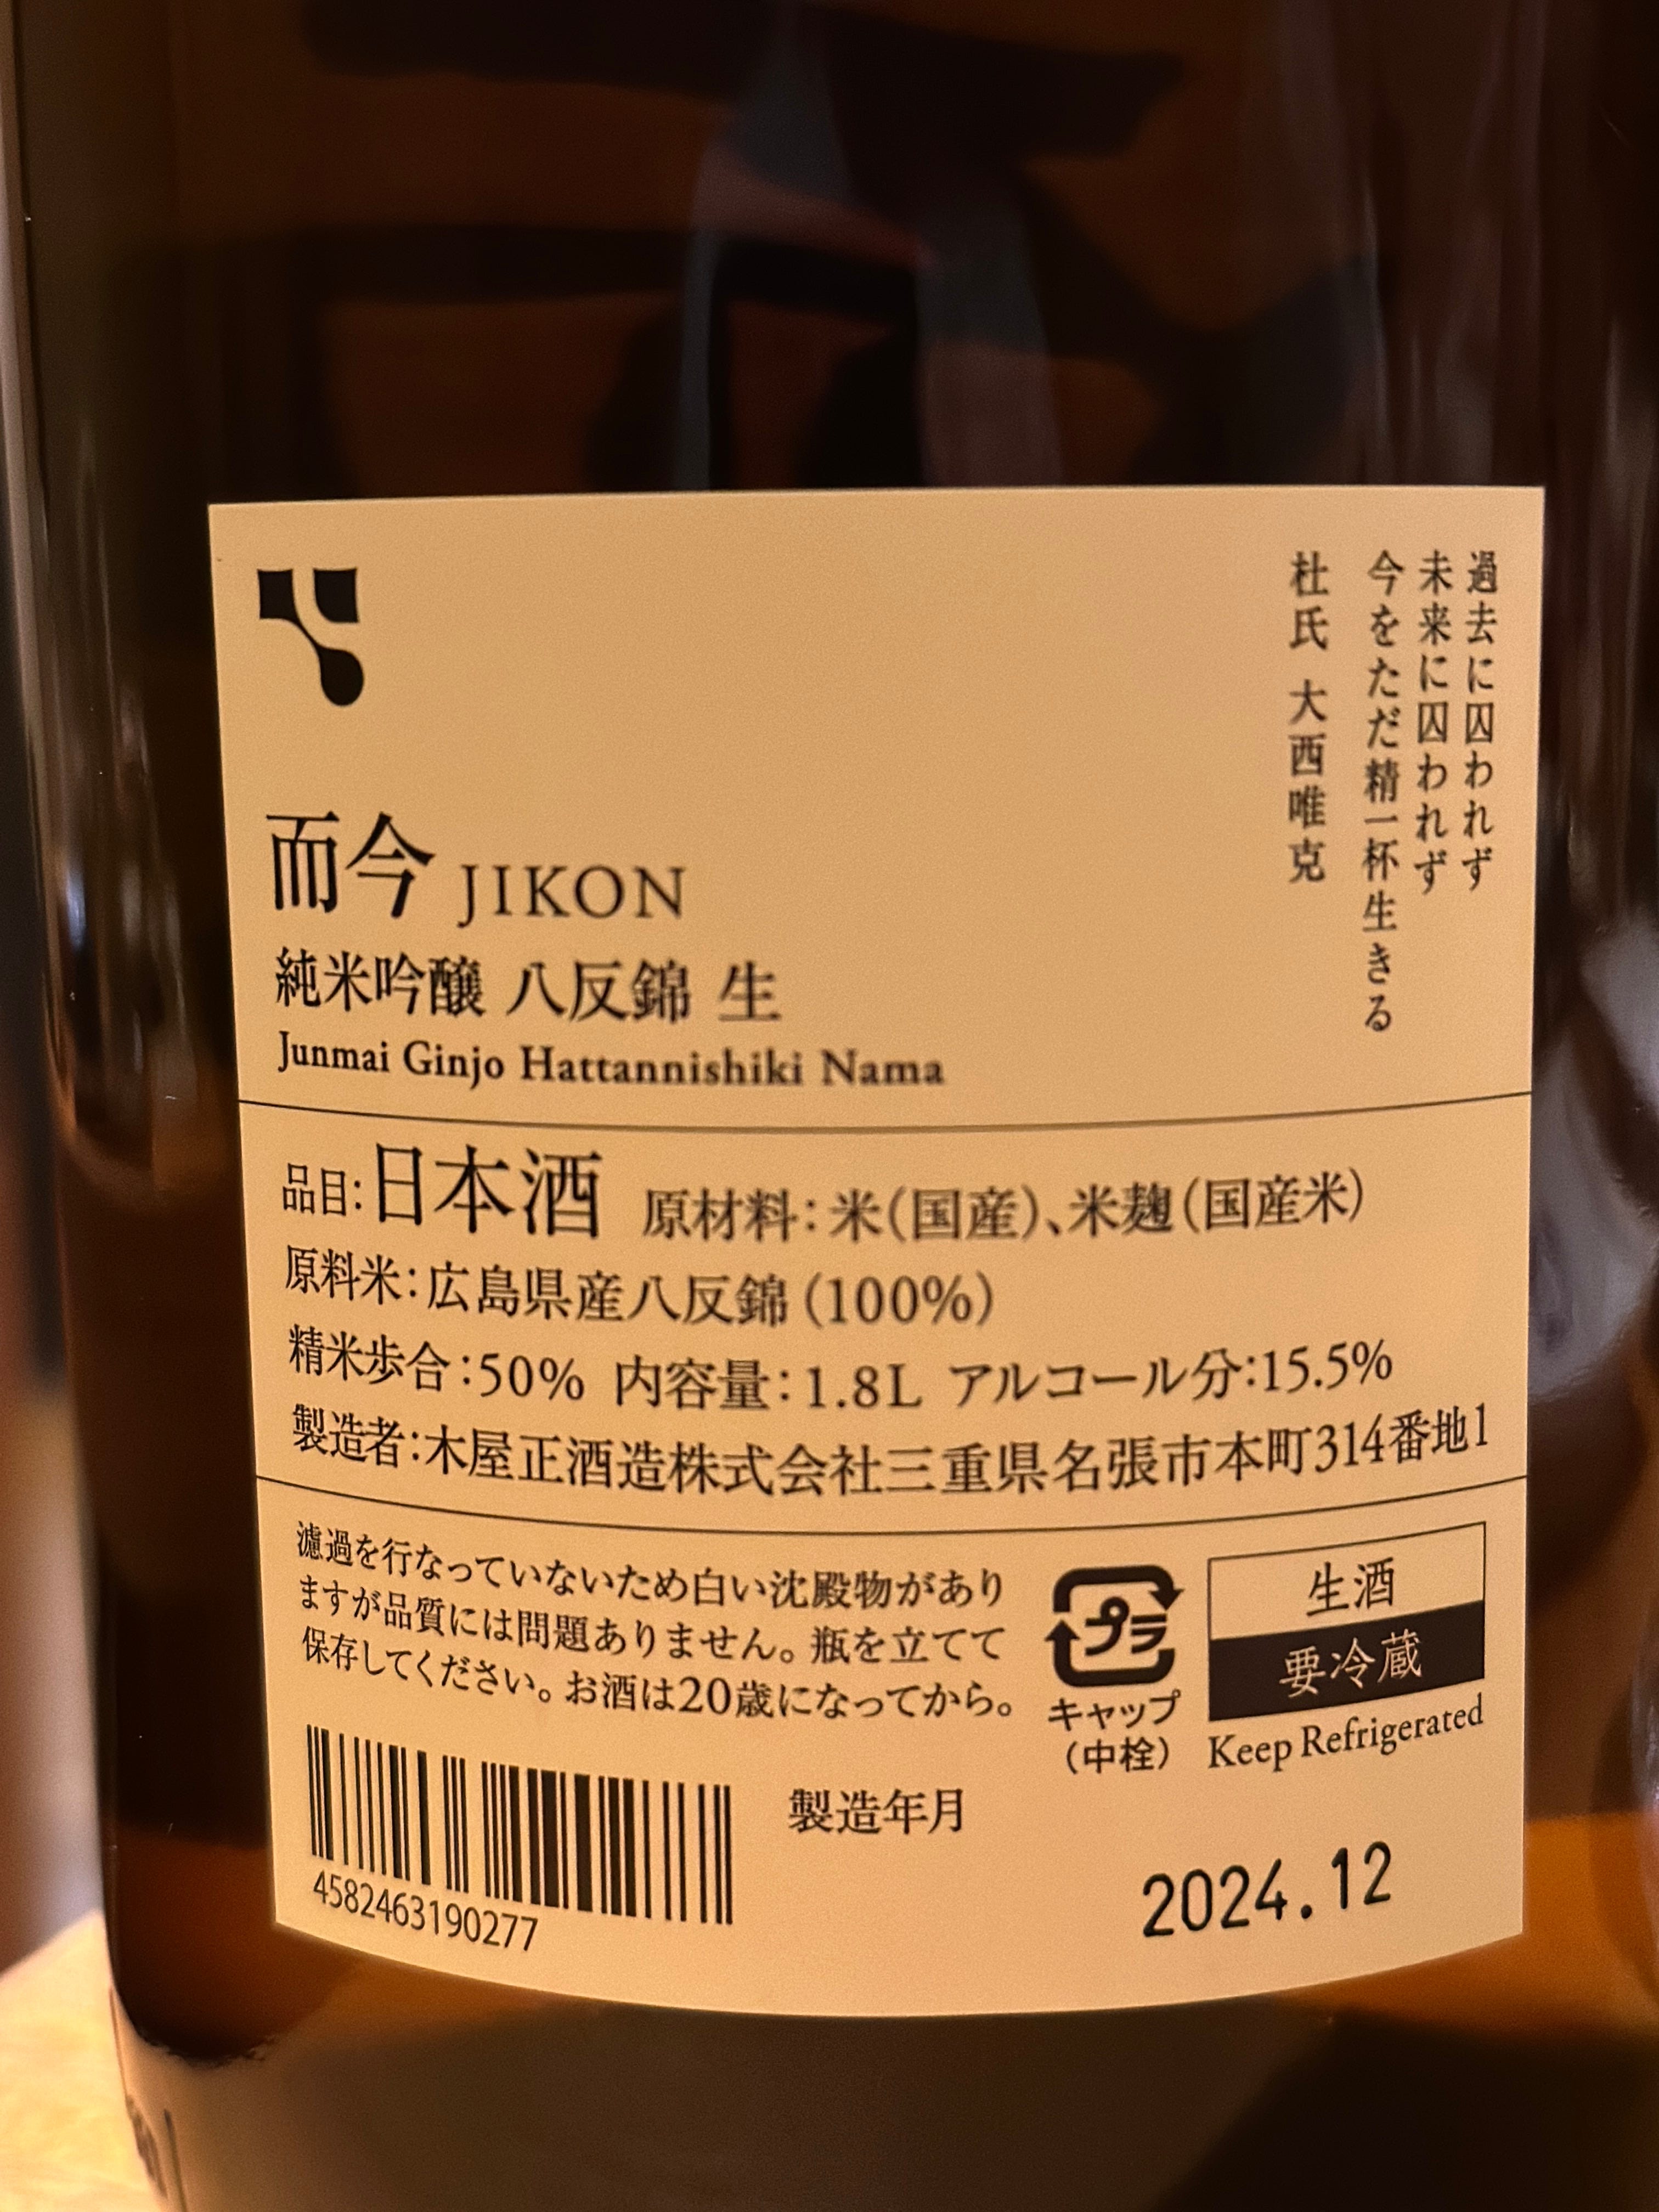 過去に囚われず
未来に囚われず
今をただ精一杯生きる
杜氏 大西唯克
而今 JIKON
純米吟醸 八反錦 生
Junmai Ginjo Hattannishiki Nama
品目:日本酒 原材料:米(国産)、米麹(国産米)
原料米:広島県産八反錦(100%)
精米歩合:50% 内容量:1.8L アルコール分:15.5%
製造者:木屋正酒造株式会社三重県名張市本町314番地1
濾過を行なっていないため白い沈殿物があり
ますが品質には問題ありません。瓶を立てて
保存してください。お酒は20歳になってから。
プラ
キャップ
(中栓)
生酒
要冷蔵
Keep Refrigerated
4582463190277
製造年月
2024.12